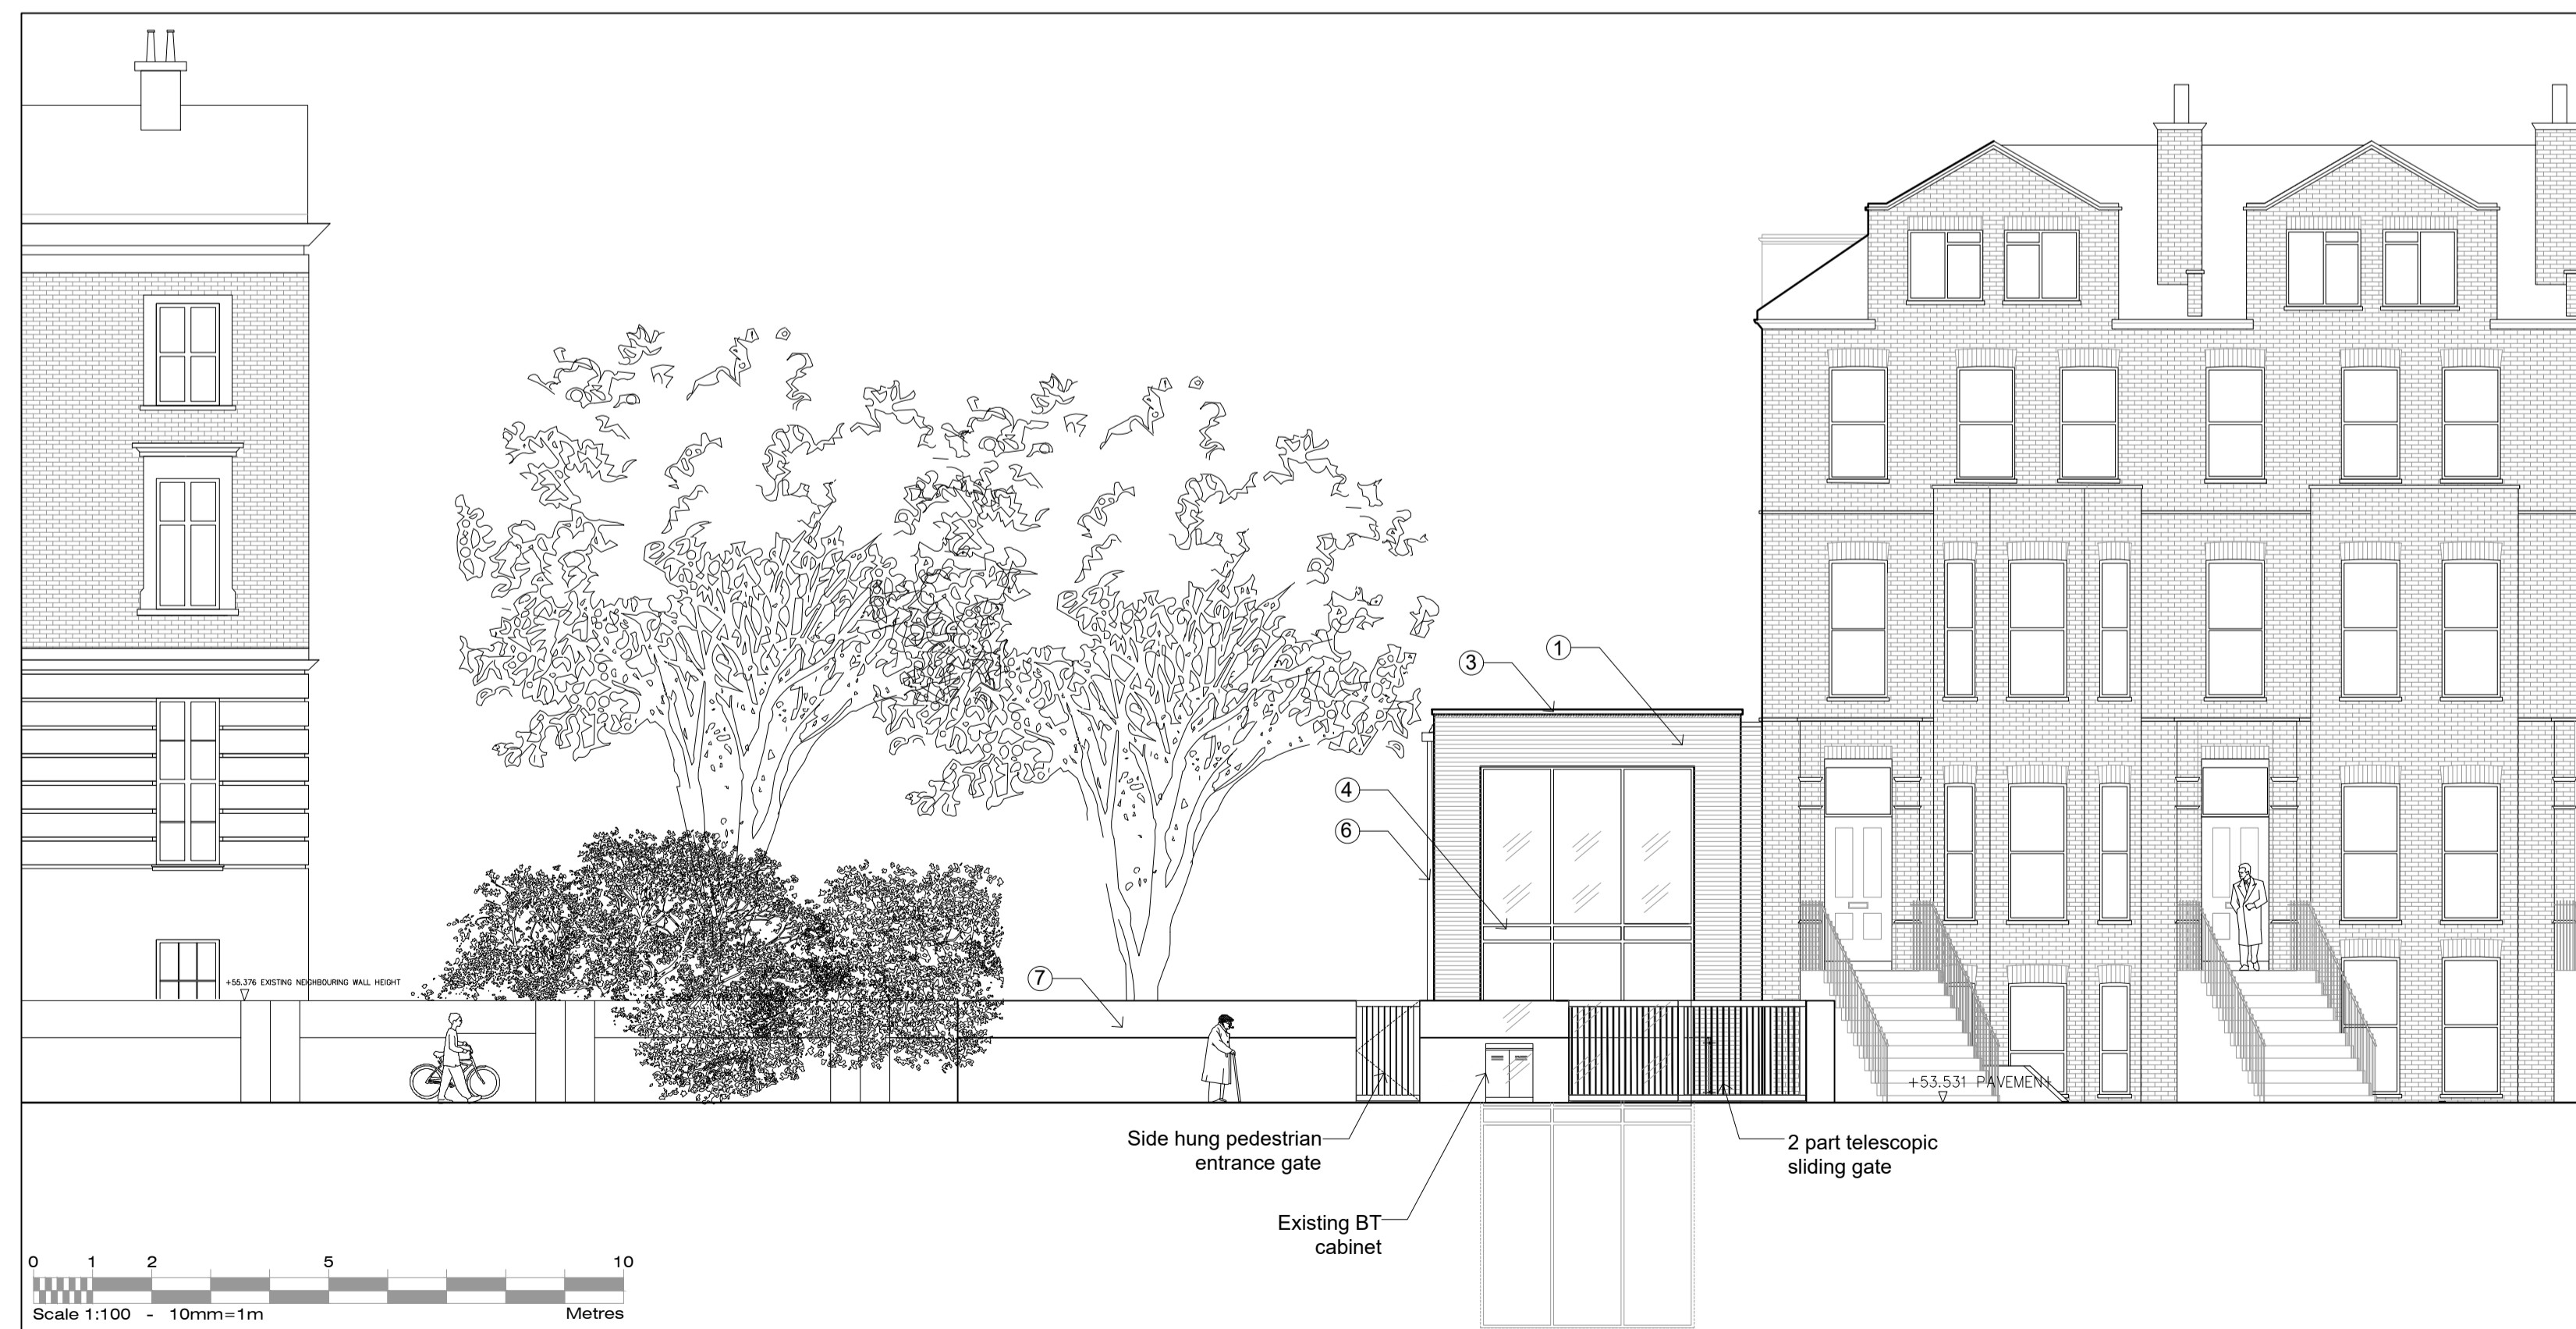 ①
③
④
⑥
+55.376 EXISTING NEIGHBOURING WALL HEIGHT
⑦
+53.531 PAVEMENT
Side hung pedestrian
entrance gate
2 part telescopic
sliding gate
Existing BT
cabinet
0 1 2 5 10
Scale 1:100 - 10mm=1m Metres